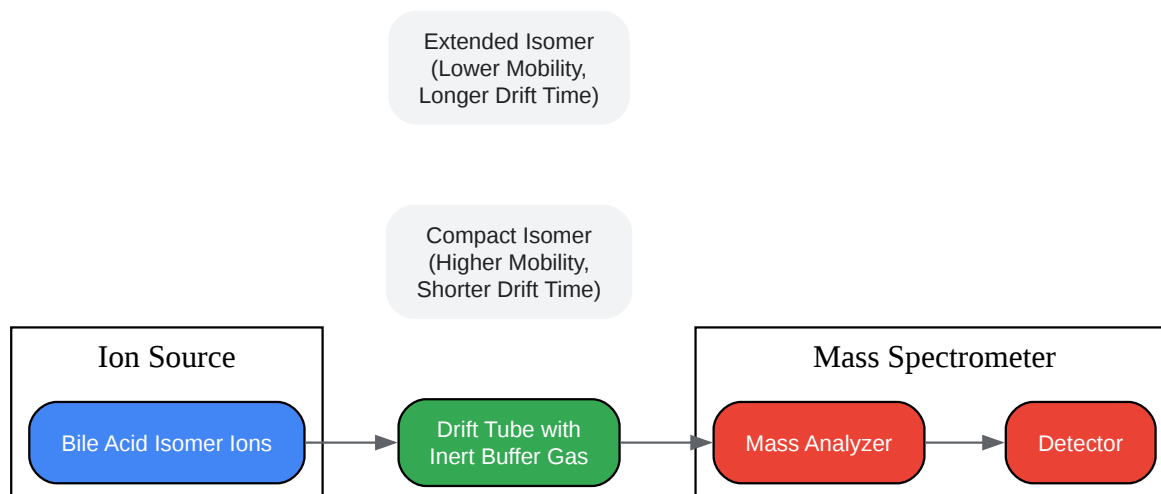 Extended Isomer
(Lower Mobility,
Longer Drift Time)
Compact Isomer
(Higher Mobility,
Shorter Drift Time)
Ion Source
Bile Acid Isomer Ions
Drift Tube with
Inert Buffer Gas
Mass Spectrometer
Mass Analyzer
Detector